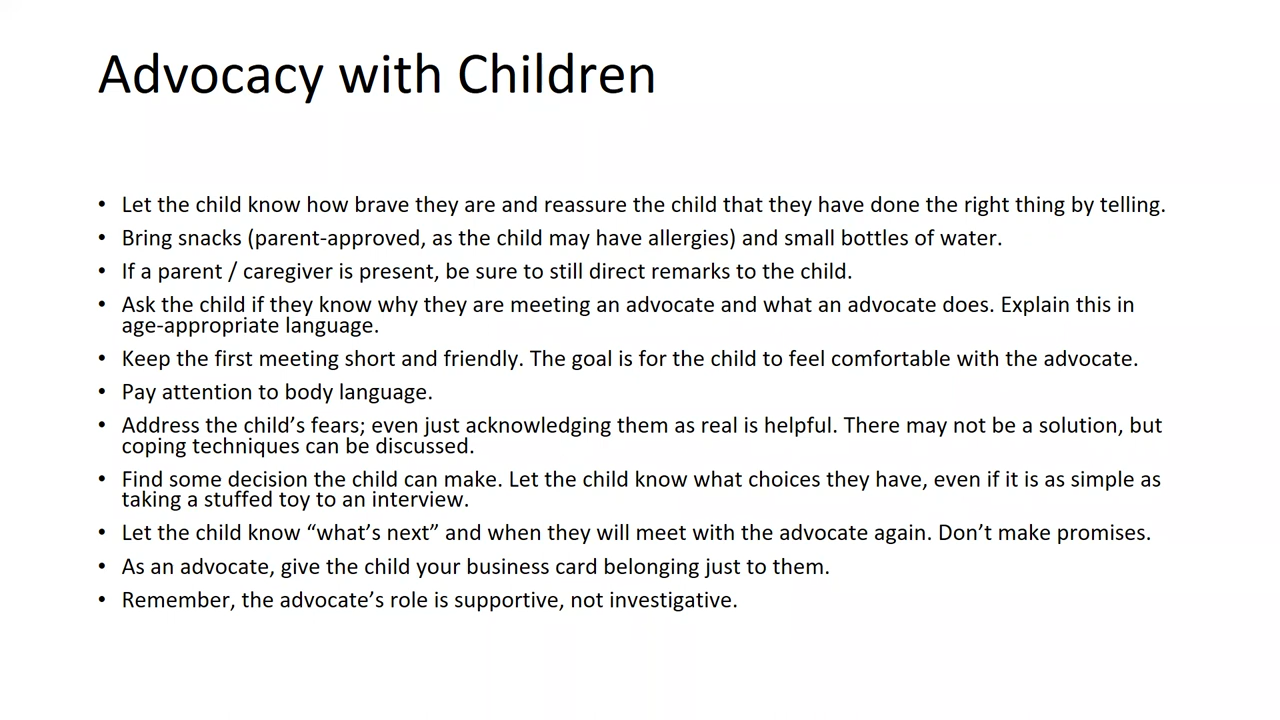 Advocacy with Children
• Let the child know how brave they are and reassure the child that they have done the right thing by telling.
• Bring snacks (parent-approved, as the child may have allergies) and small bottles of water.
• If a parent / caregiver is present, be sure to still direct remarks to the child.
• Ask the child if they know why they are meeting an advocate and what an advocate does. Explain this in
age-appropriate language.
• Keep the first meeting short and friendly. The goal is for the child to feel comfortable with the advocate.
• Pay attention to body language.
• Address the child’s fears; even just acknowledging them as real is helpful. There may not be a solution, but
coping techniques can be discussed.
• Find some decision the child can make. Let the child know what choices they have, even if it is as simple as
taking a stuffed toy to an interview.
• Let the child know “what’s next” and when they will meet with the advocate again. Don’t make promises.
• As an advocate, give the child your business card belonging just to them.
• Remember, the advocate’s role is supportive, not investigative.